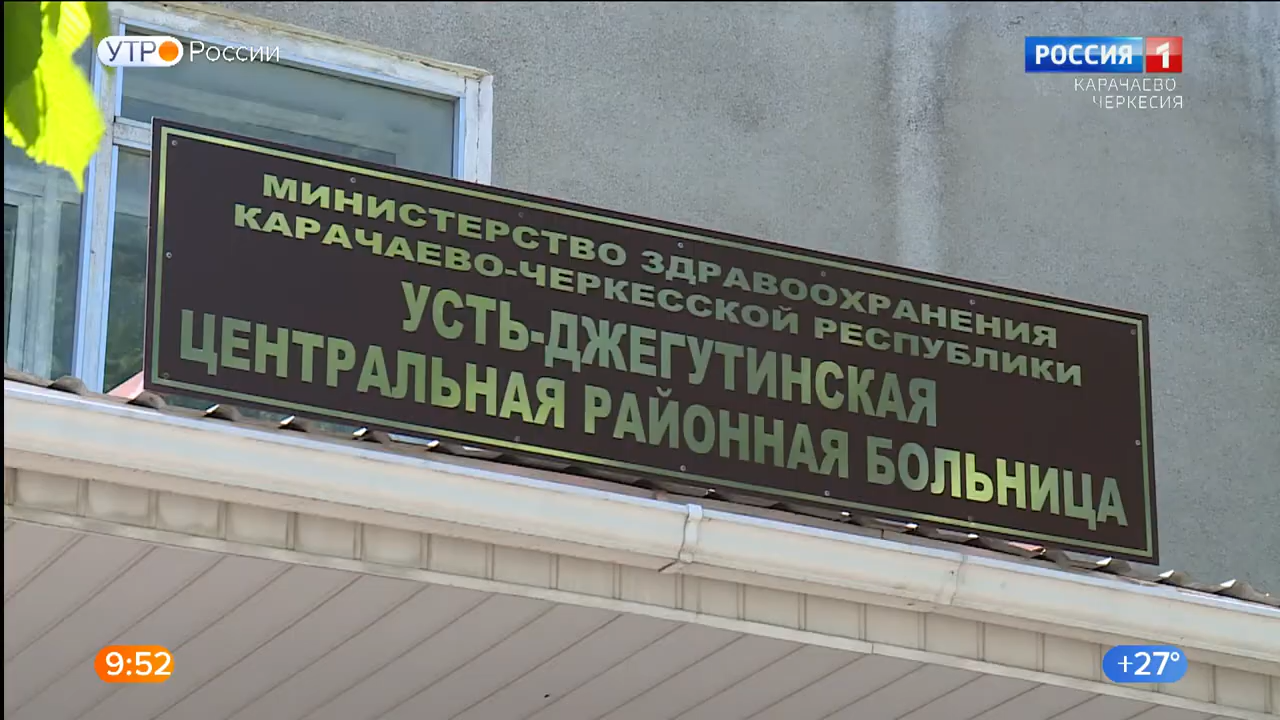 УТРО России
РОССИЯ 1
КАРАЧАЕВО
ЧЕРКЕСИЯ
МИНИСТЕРСТВО ЗДРАВООХРАНЕНИЯ
КАРАЧАЕВО-ЧЕРКЕССКОЙ РЕСПУБЛИКИ
УСТЬ-ДЖЕГУТИНСКАЯ
ЦЕНТРАЛЬНАЯ РАЙОННАЯ БОЛЬНИЦА
9:52
+27°